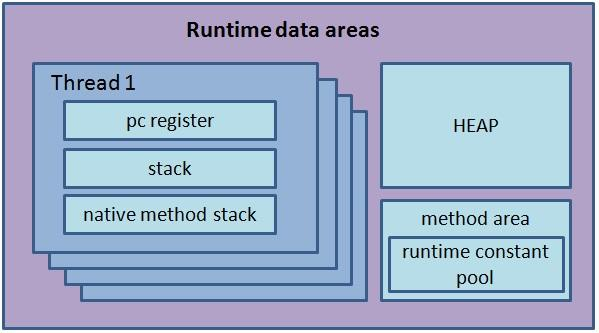 Runtime data areas
Thread 1
pc register
stack
native method stack
HEAP
method area
runtime constant
pool